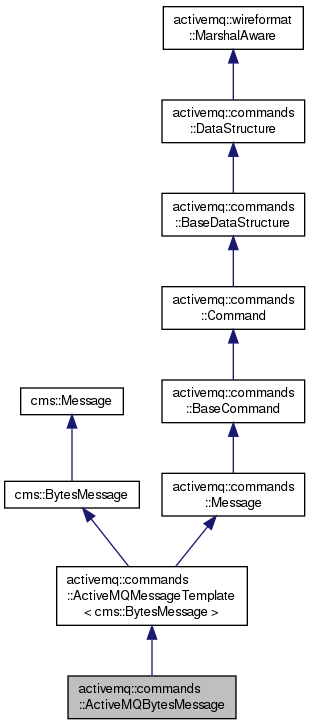 activemq::wireformat
::MarshalAware
activemq::commands
::DataStructure
activemq::commands
::BaseDataStructure
activemq::commands
::Command
activemq::commands
::BaseCommand
cms::Message
cms::BytesMessage
activemq::commands
::Message
activemq::commands
::ActiveMQMessageTemplate
< cms::BytesMessage >
activemq::commands
::ActiveMQBytesMessage